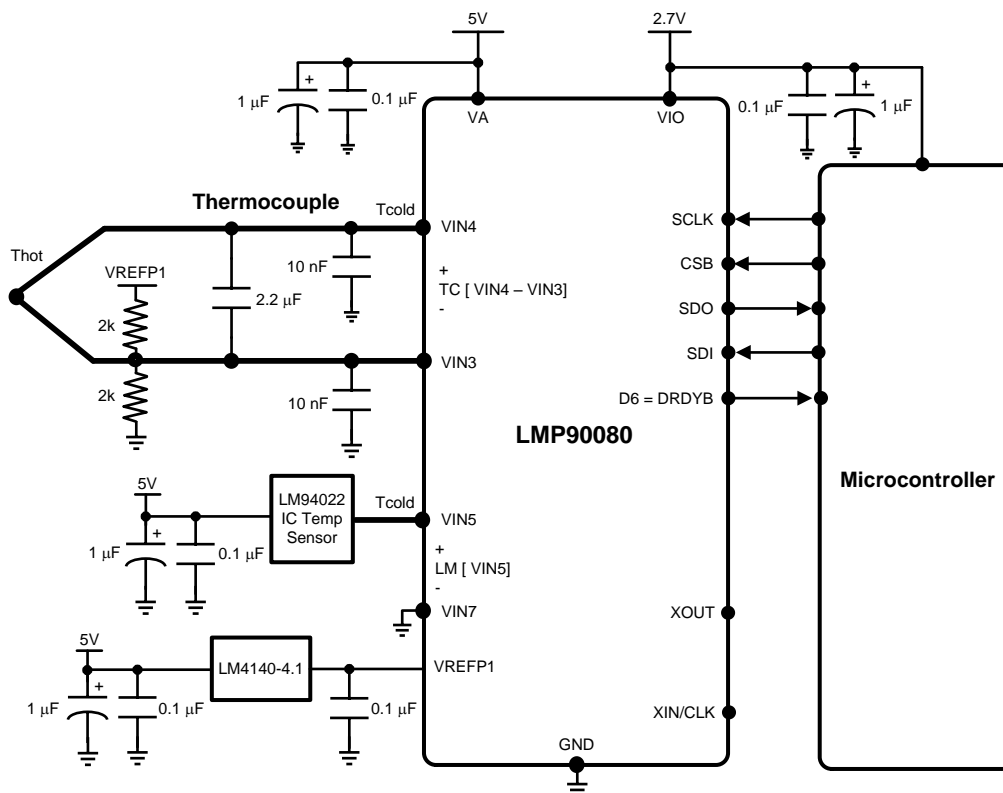 5V
2.7V
+
1 μF
0.1 μF
0.1 μF
+
1 μF
VA
VIO
Thermocouple
Tcold
VIN4
SCLK
Thot
CSB
VREFP1
10 nF
+
TC [ VIN4 – VIN3]
-
2.2 μF
SDO
2k
VIN3
SDI
2k
10 nF
D6 = DRDYB
LMP90080
Microcontroller
5V
LM94022
IC Temp
Sensor
Tcold
VIN5
+
1 μF
0.1 μF
+
LM [ VIN5]
-
VIN7
XOUT
5V
LM4140-4.1
VREFP1
+
1 μF
0.1 μF
0.1 μF
XIN/CLK
GND